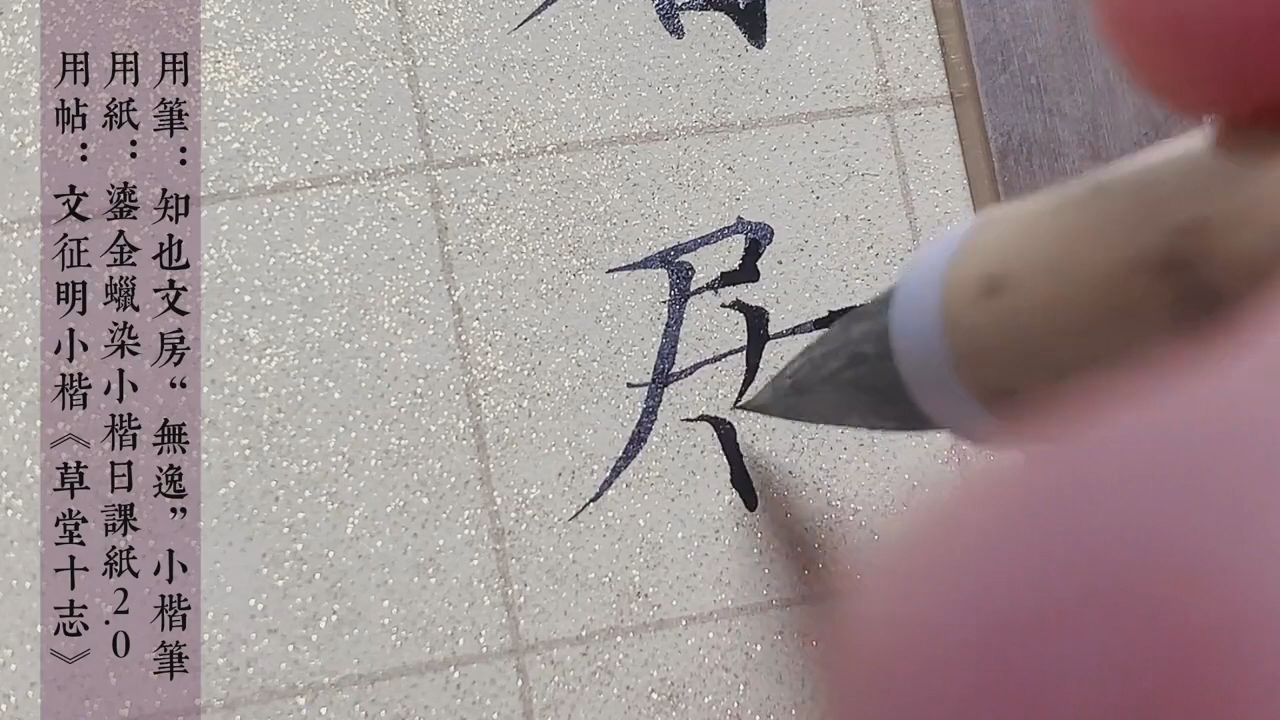 用筆：知也文房“無逸”小楷筆
用紙：鎏金蠟染小楷日課紙2.0
用帖：文征明小楷《草堂十志》
居